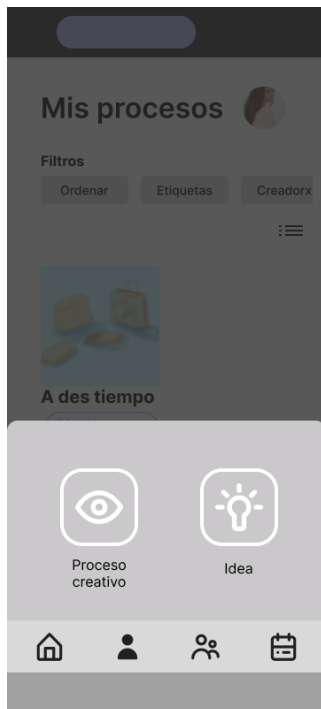 Mis procesos
Filtros
Ordenar
Etiquetas
Creadorx
A des tiempo
Proceso
creativo
Idea